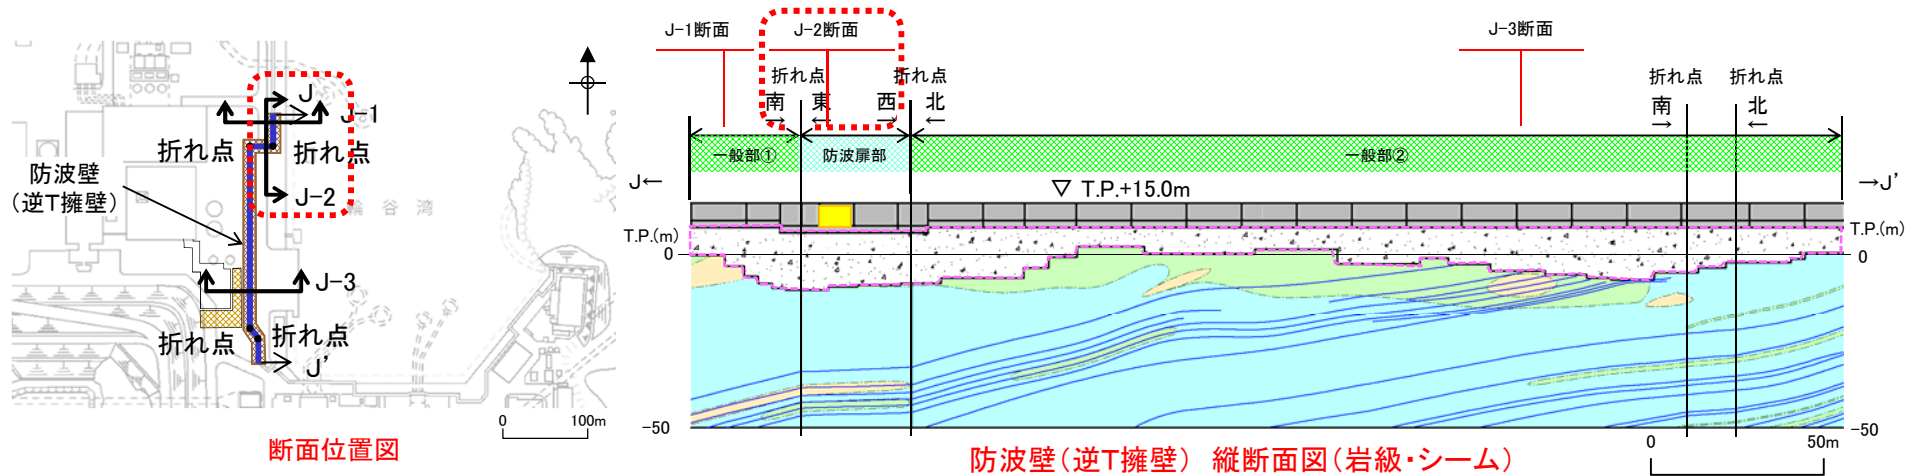 J
J-1
折れ点
折れ点
防波壁
(逆T擁壁)
J-2
輪谷湾
J-3
折れ点
折れ点
J'
0
100m
断面位置図
J-1断面
J-2断面
J-3断面
折れ点
折れ点
折れ点
折れ点
南
東
西
北
南
北
→
←
→
←
→
←
一般部①
防波扉部
一般部②
J←
→J'
▽ T.P.+15.0m
T.P.(m)
T.P.(m)
0
0
-50
-50
0
50m
防波壁(逆T擁壁) 縦断面図(岩級・シーム)